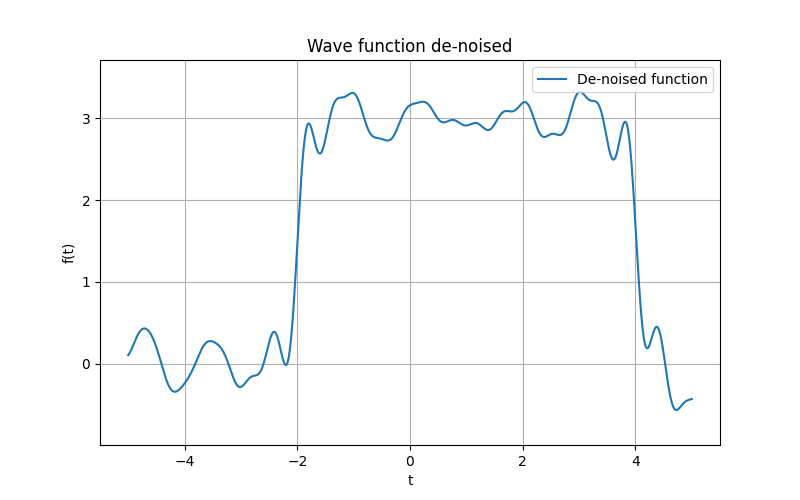 Wave function de-noised
De-noised function
f(t)
3
2
1
0
−4
−2
0
2
4
t